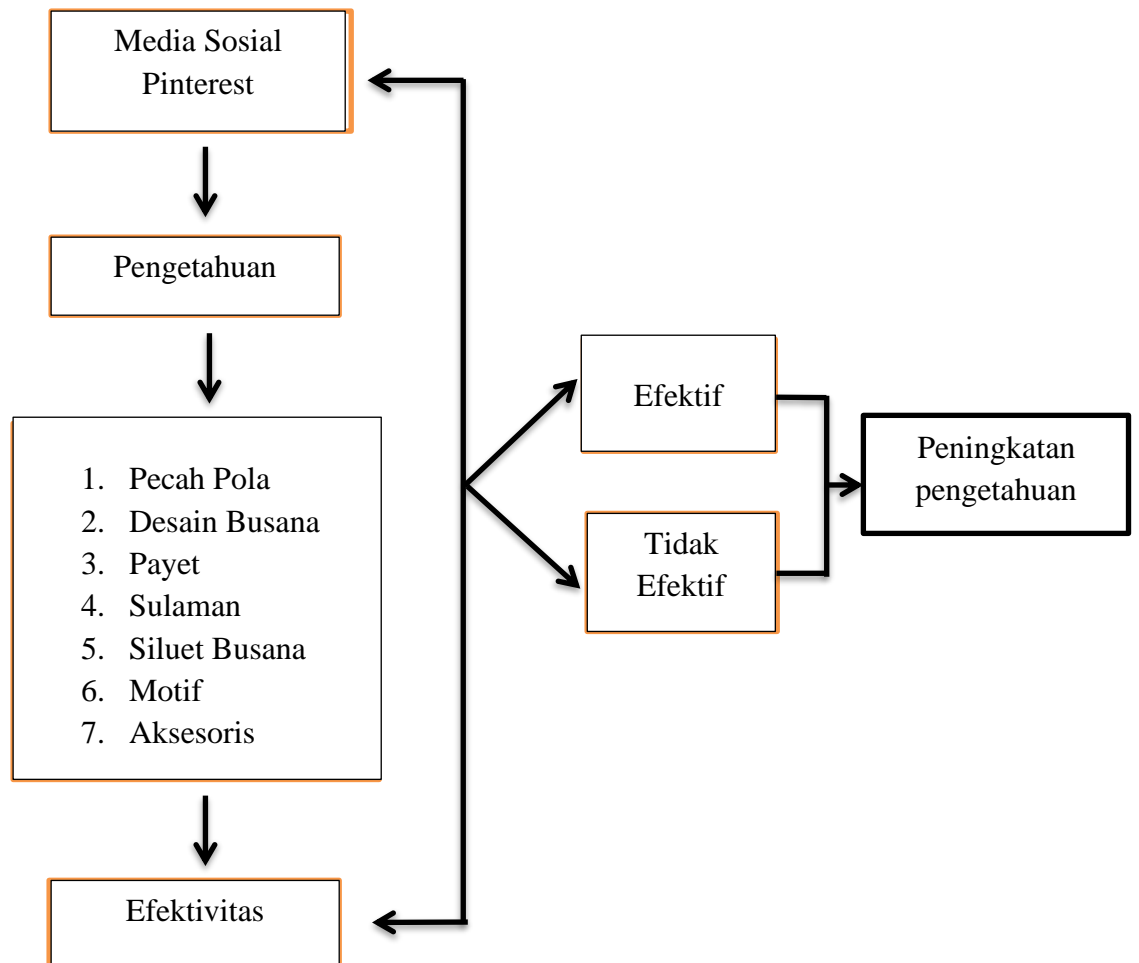 Media Sosial
Pinterest
Pengetahuan
1. Pecah Pola
2. Desain Busana
3. Payet
4. Sulaman
5. Siluet Busana
6. Motif
7. Aksesoris
Efektivitas
Efektif
Tidak
Efektif
Peningkatan
pengetahuan